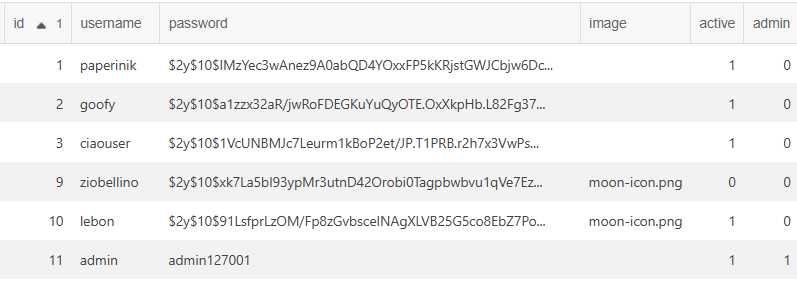 id 1 username password image active admin
1 paperinik $2y$10$IMzYec3wAnez9A0abQD4YOxxFP5kKRjstGWJCbjw6Dc... 1 0
2 goofy $2y$10$a1zzx32aR/jwRoFDEGKuYuQyOTE.OxXkpHb.L82Fg37... 1 0
3 ciaouser $2y$10$1VcUNBMJc7Leurm1kBoP2et/JP.T1PRB.r2h7x3VwPs... 1 0
9 ziobellino $2y$10$xk7La5bI93ypMr3utnD42Orobi0Tagpbwbvu1qVe7Ez... moon-icon.png 0 0
10 lebon $2y$10$91LsfprLzOM/Fp8zGvbsceINAgXLVB25G5co8EbZ7Po... moon-icon.png 1 0
11 admin admin127001 1 1